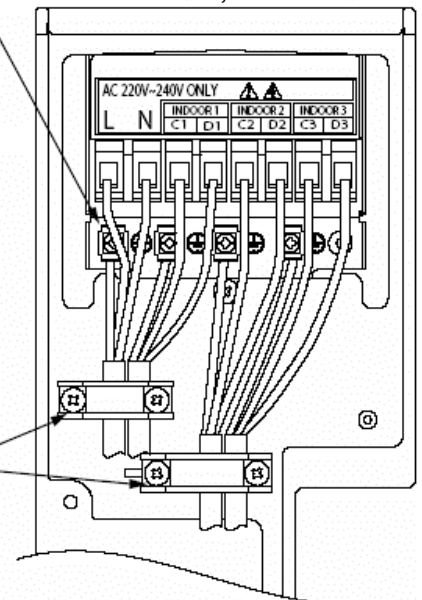 AC 220V~240V ONLY
L N INDOOR 1 INDOOR 2 INDOOR 3
C1 D1 C2 D2 C3 D3